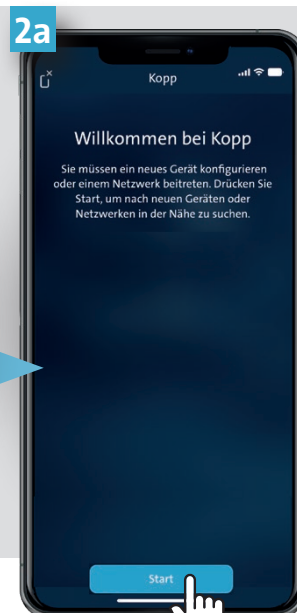 2a
Kopp
Willkommen bei Kopp
Sie müssen ein neues Gerät konfigurieren
oder einem Netzwerk beitreten. Drücken Sie
Start, um nach neuen Geräten oder
Netzwerken in der Nähe zu suchen.
Start